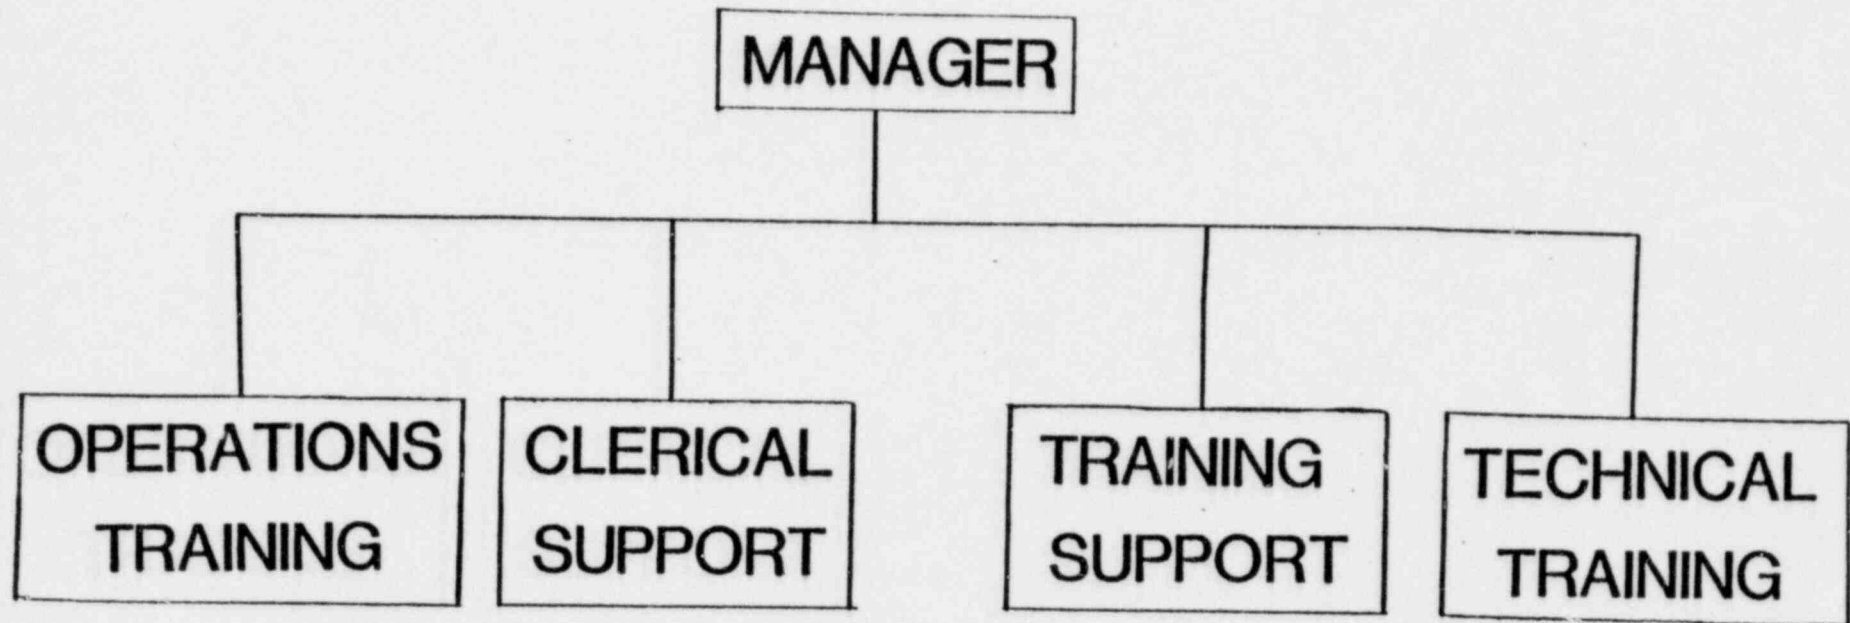 MANAGER
OPERATIONS
TRAINING
CLERICAL
SUPPORT
TRAINING
SUPPORT
TECHNICAL
TRAINING